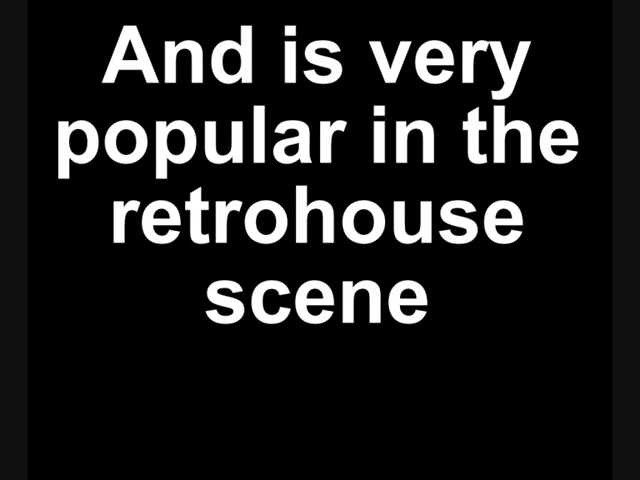 And is very
popular in the
retrohouse
scene